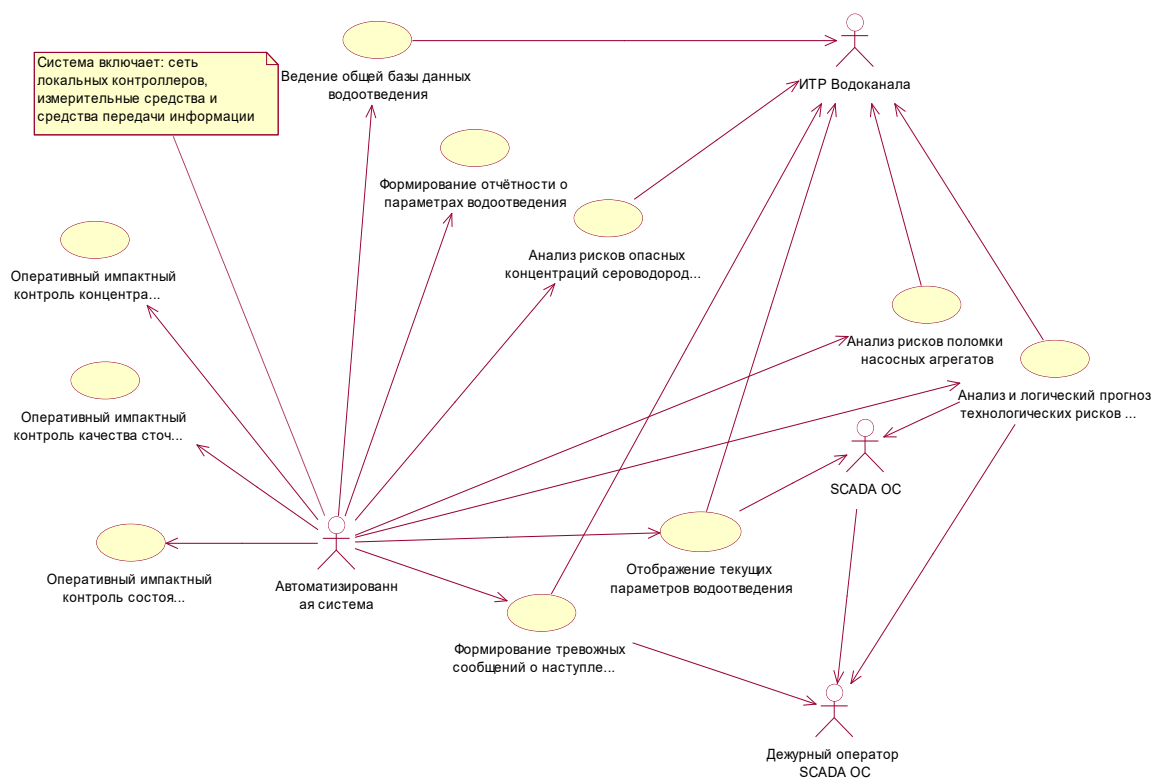 Система включает: сеть
локальных контроллеров,
измерительные средства и
средства передачи информации
Ведение общей базы данных
водоотведения
ИТР Водоканала
Формирование отчётности о
параметрах водоотведения
Анализ рисков опасных
концентраций сероводород...
Оперативный импактный
контроль концентра...
Анализ рисков поломки
насосных агрегатов
Анализ и логический прогноз
технологических рисков ...
Оперативный импактный
контроль качества сточ...
SCADA ОС
Оперативный импактный
контроль состоя...
Автоматизированн
ая система
Отображение текущих
параметров водоотведения
Формирование тревожных
сообщений о наступле...
Дежурный оператор
SCADA ОС